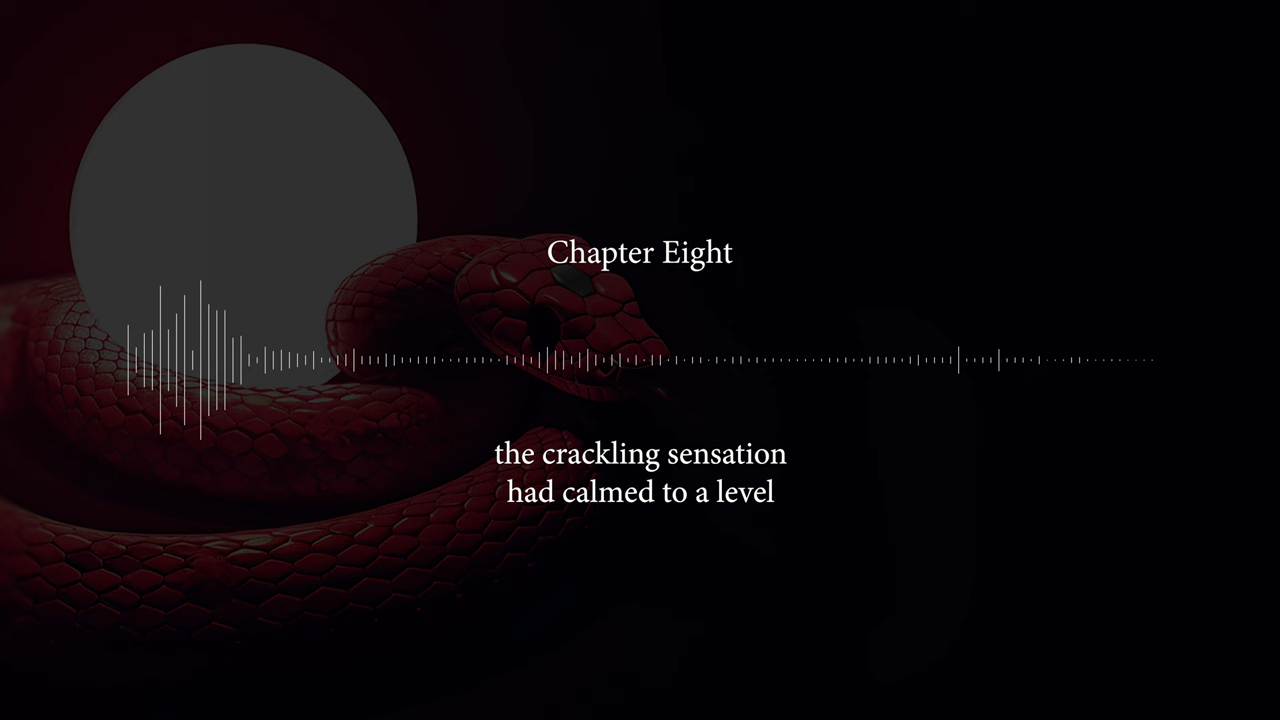 Chapter Eight
the crackling sensation
had calmed to a level